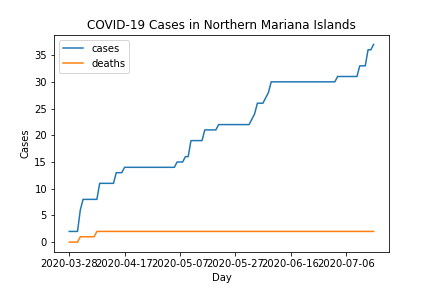 COVID-19 Cases in Northern Mariana Islands
cases
deaths
35
30
25
20
15
10
5
0
Cases
2020-03-28 2020-04-17 2020-05-07 2020-05-27 2020-06-16 2020-07-06
Day